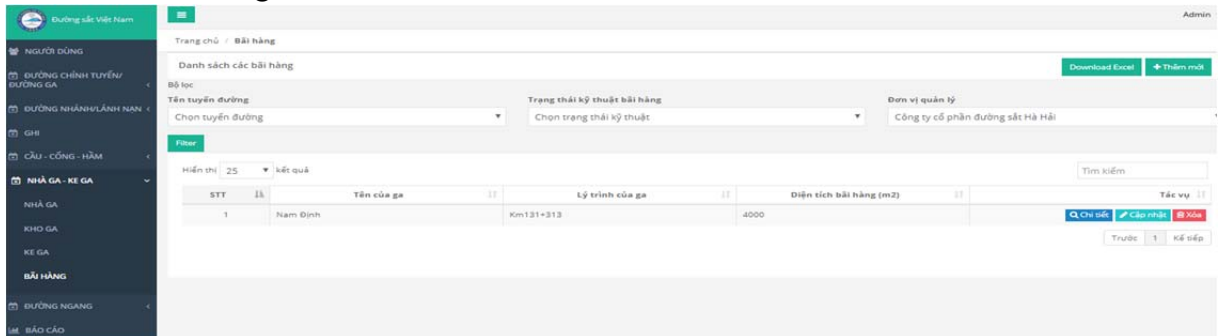 Đường sắt Việt Nam
Admin
NGƯỜI DÙNG
ĐƯỜNG CHÍNH TUYẾN/
ĐƯỜNG GA
ĐƯỜNG NHÁNH/LÁNH NẠN
GHI
CẦU - CỐNG - HẦM
NHÀ GA - KE GA
NHÀ GA
KHO GA
KE GA
BÃI HÀNG
ĐƯỜNG NGANG
BÁO CÁO
Trang chủ / Bãi hàng
Danh sách các bãi hàng
Download Excel + Thêm mới
Bộ lọc
Tên tuyến đường Trạng thái kỹ thuật bãi hàng Đơn vị quản lý
Chọn tuyến đường Chọn trạng thái kỹ thuật Công ty cổ phần đường sắt Hà Hải
Filter
Hiển thị 25 kết quả Tìm kiếm
STT Tên của ga Lý trình của ga Diện tích bãi hàng (m2) Tác vụ
1 Nam Định Km131+313 4000 Chi tiết Cập nhật Xóa
Trước 1 Kế tiếp